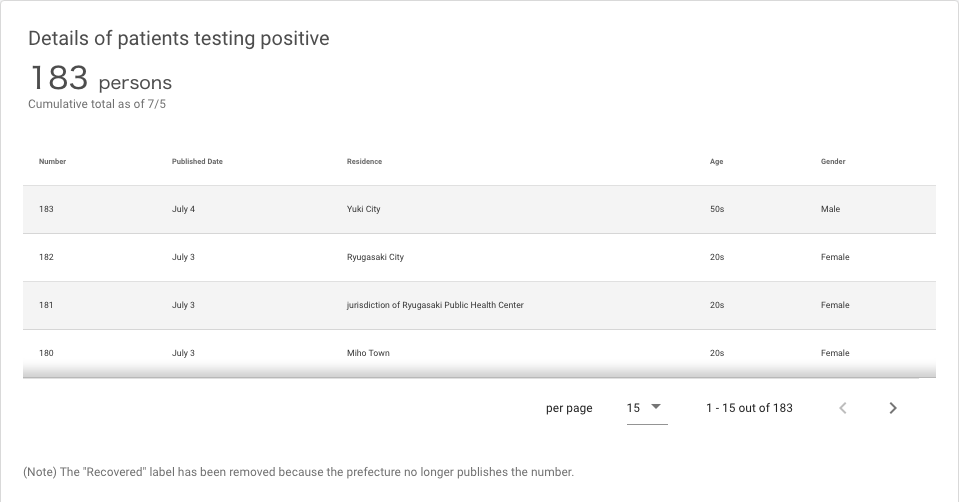 Details of patients testing positive
183 persons
Cumulative total as of 7/5
Number Published Date Residence Age Gender
183 July 4 Yuki City 50s Male
182 July 3 Ryugasaki City 20s Female
181 July 3 jurisdiction of Ryugasaki Public Health Center 20s Female
180 July 3 Miho Town 20s Female
per page 15 1 - 15 out of 183
(Note) The "Recovered" label has been removed because the prefecture no longer publishes the number.